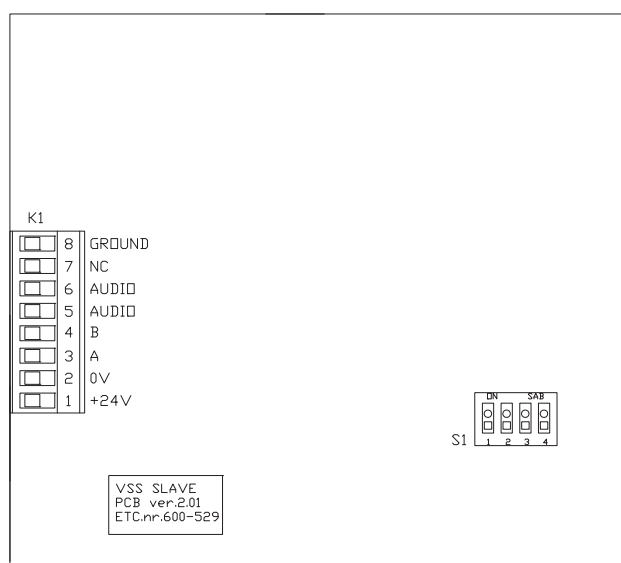 K1
8 GROUND
7 NC
6 AUDIO
5 AUDIO
4 B
3 A
2 0V
1 +24V
ON SAB
S1 1 2 3 4
VSS SLAVE
PCB ver.2.01
ETC.nr.600-529